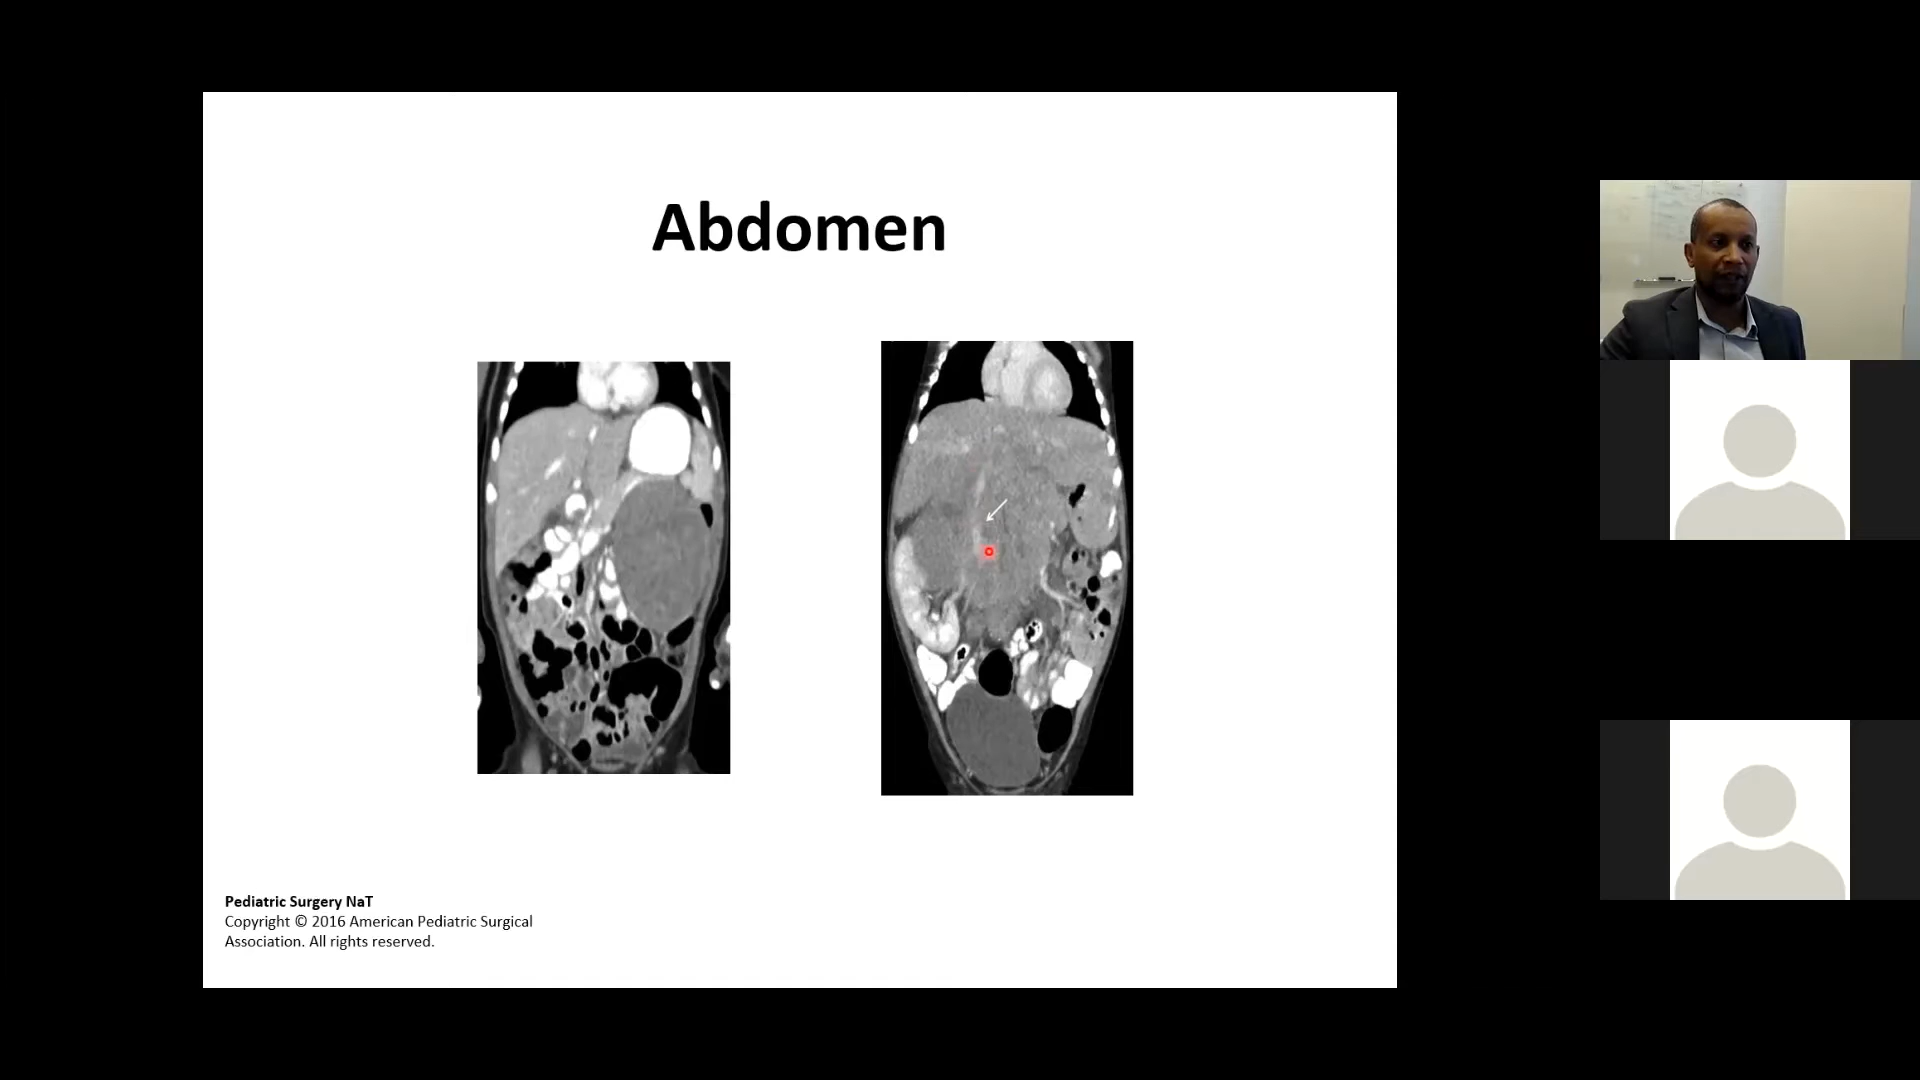 Abdomen
Pediatric Surgery NaT
Copyright © 2016 American Pediatric Surgical
Association. All rights reserved.